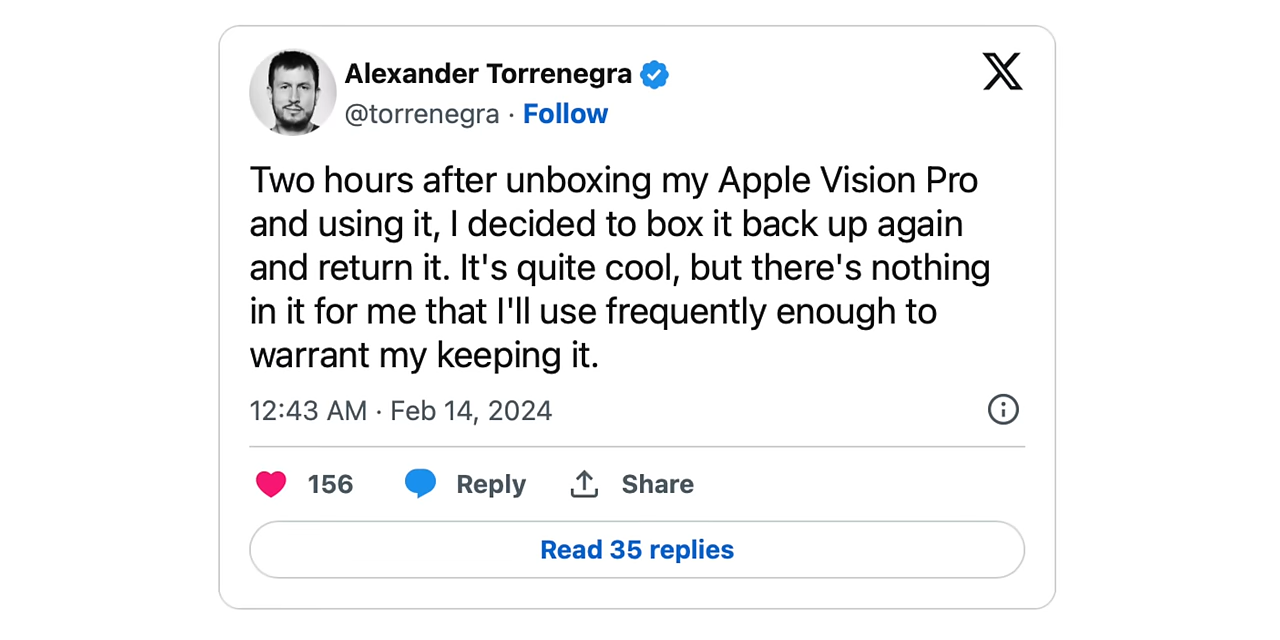 Alexander Torrenegra
@torrenegra · Follow
Two hours after unboxing my Apple Vision Pro
and using it, I decided to box it back up again
and return it. It's quite cool, but there's nothing
in it for me that I'll use frequently enough to
warrant my keeping it.
12:43 AM · Feb 14, 2024
156 Reply Share
Read 35 replies